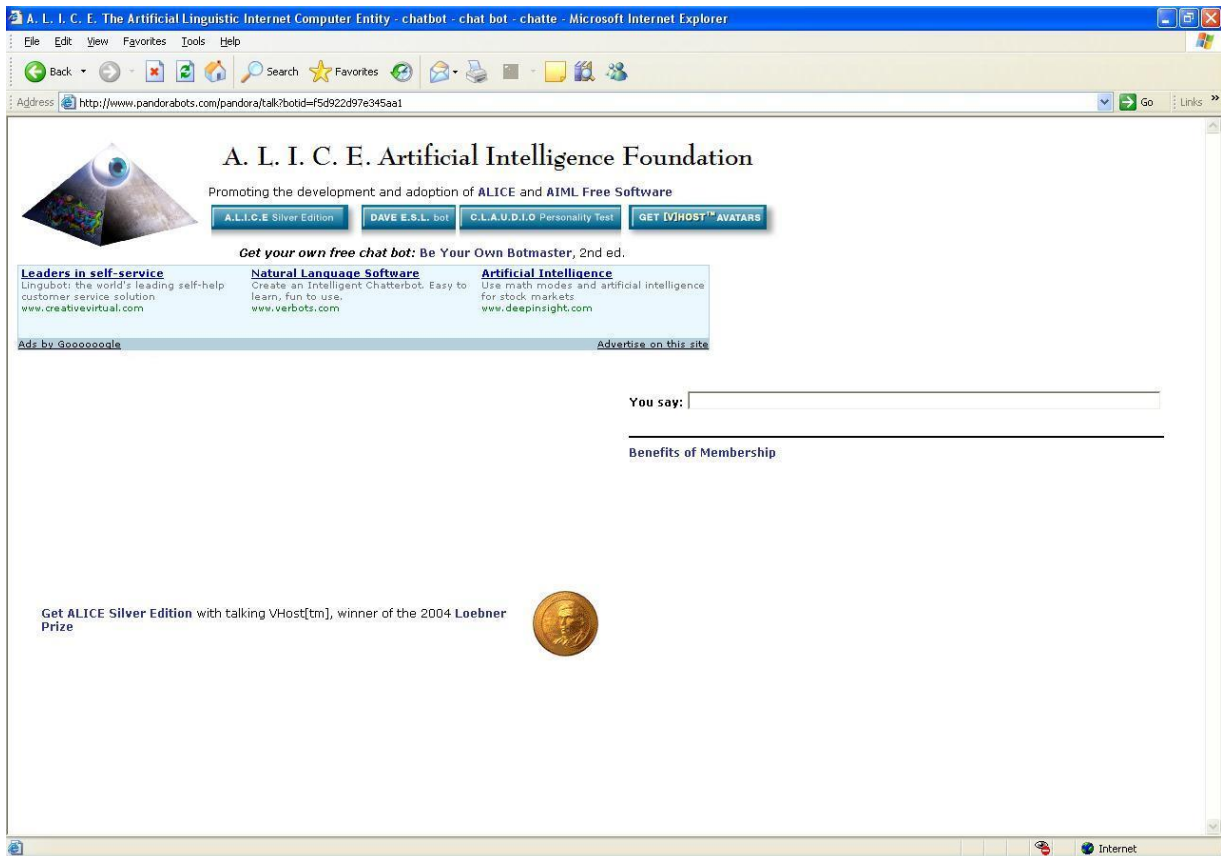 A. L. I. C. E. The Artificial Linguistic Internet Computer Entity - chatbot - chat bot - chatte - Microsoft Internet Explorer
File Edit View Favorites Tools Help
Back Search Favorites
Address http://www.pandorabots.com/pandora/talk?botid=f5d922d97e345aa1 Go Links »
A. L. I. C. E. Artificial Intelligence Foundation
Promoting the development and adoption of ALICE and AIML Free Software
A.L.I.C.E Silver Edition DAVE E.S.L. bot C.L.A.U.D.I.O Personality Test GET [V]HOST™ AVATARS
Get your own free chat bot: Be Your Own Botmaster, 2nd ed.
Leaders in self-service
Lingubot: the world's leading self-help
customer service solution
www.creativevirtual.com
Natural Language Software
Create an Intelligent Chatterbot. Easy to
learn, fun to use.
www.verbots.com
Artificial Intelligence
Use math modes and artificial intelligence
for stock markets
www.deepinsight.com
Ads by Goooooogle Advertise on this site
You say:
Benefits of Membership
Get ALICE Silver Edition with talking VHost[tm], winner of the 2004 Loebner
Prize
Internet